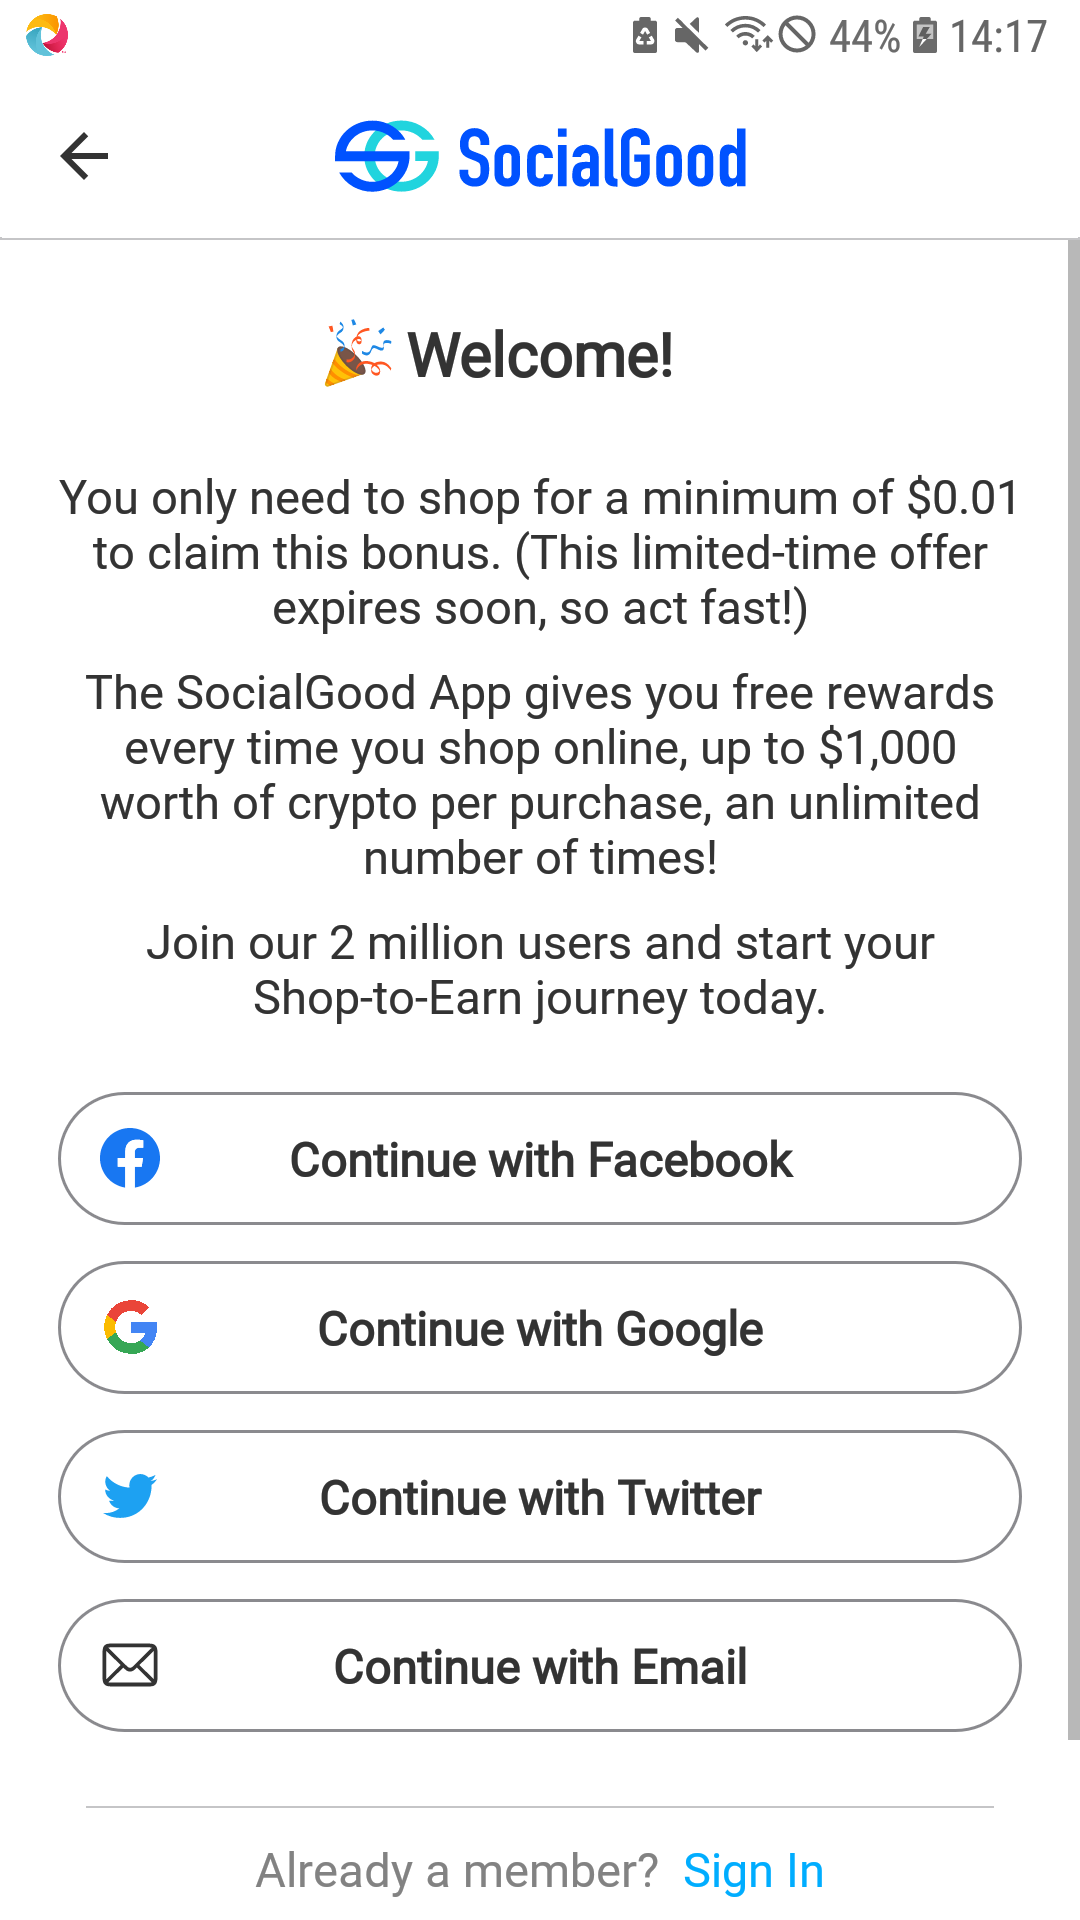 44% 14:17
SocialGood
🎉 Welcome!
You only need to shop for a minimum of $0.01
to claim this bonus. (This limited-time offer
expires soon, so act fast!)
The SocialGood App gives you free rewards
every time you shop online, up to $1,000
worth of crypto per purchase, an unlimited
number of times!
Join our 2 million users and start your
Shop-to-Earn journey today.
Continue with Facebook
Continue with Google
Continue with Twitter
Continue with Email
Already a member? Sign In